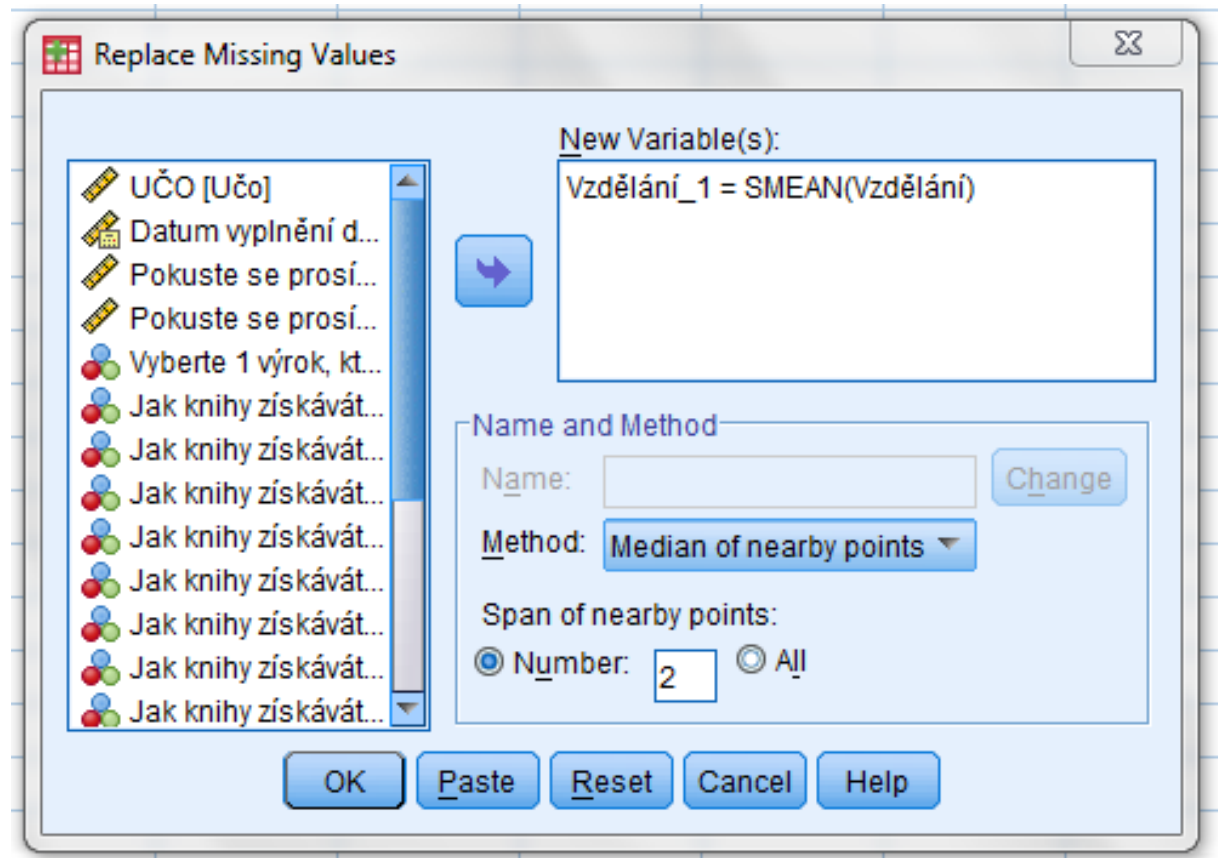 Replace Missing Values
UČO [Učo]
Datum vyplnění d...
Pokuste se prosí...
Pokuste se prosí...
Vyberte 1 výrok, kt...
Jak knihy získávát...
Jak knihy získávát...
Jak knihy získávát...
Jak knihy získávát...
Jak knihy získávát...
Jak knihy získávát...
Jak knihy získávát...
Jak knihy získávát...
New Variable(s):
Vzdělání_1 = SMEAN(Vzdělání)
Name and Method
Name:
Change
Method: Median of nearby points
Span of nearby points:
Number: 2 All
OK Paste Reset Cancel Help